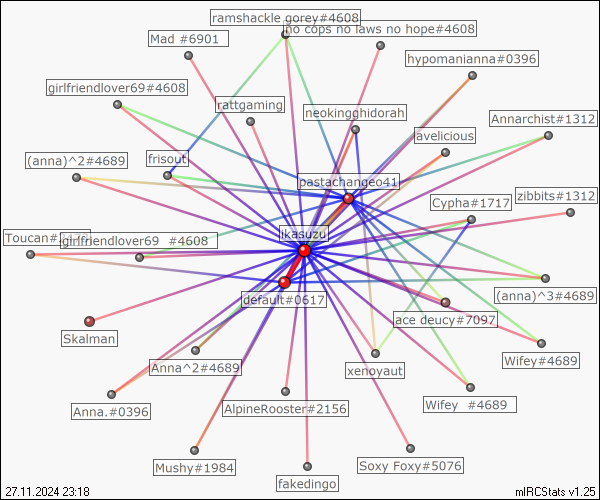 ramshackle gorey#4608
no cops no laws no hope#4608
Mad #6901
hypomanianna#0396
girlfriendlover69#4608
rattgaming
neokingghidorah
Annarchist#1312
avelicious
(anna)^2#4689
frisout
bastachangeo41
zibbits#1312
Cypha#1717
ikasuzu
Toucan#
girlfriendlover69 #4608
default#0617
(anna)^3#4689
ace deucy#7097
Skalman
Wifey#4689
Anna^2#4689
xenoyaut
Anna.#0396
AlpineRooster#2156
Wifey #4689
Mushy#1984
Soxy Foxy#5076
fakedingo
27.11.2024 23:18
mIRCStats v1.25